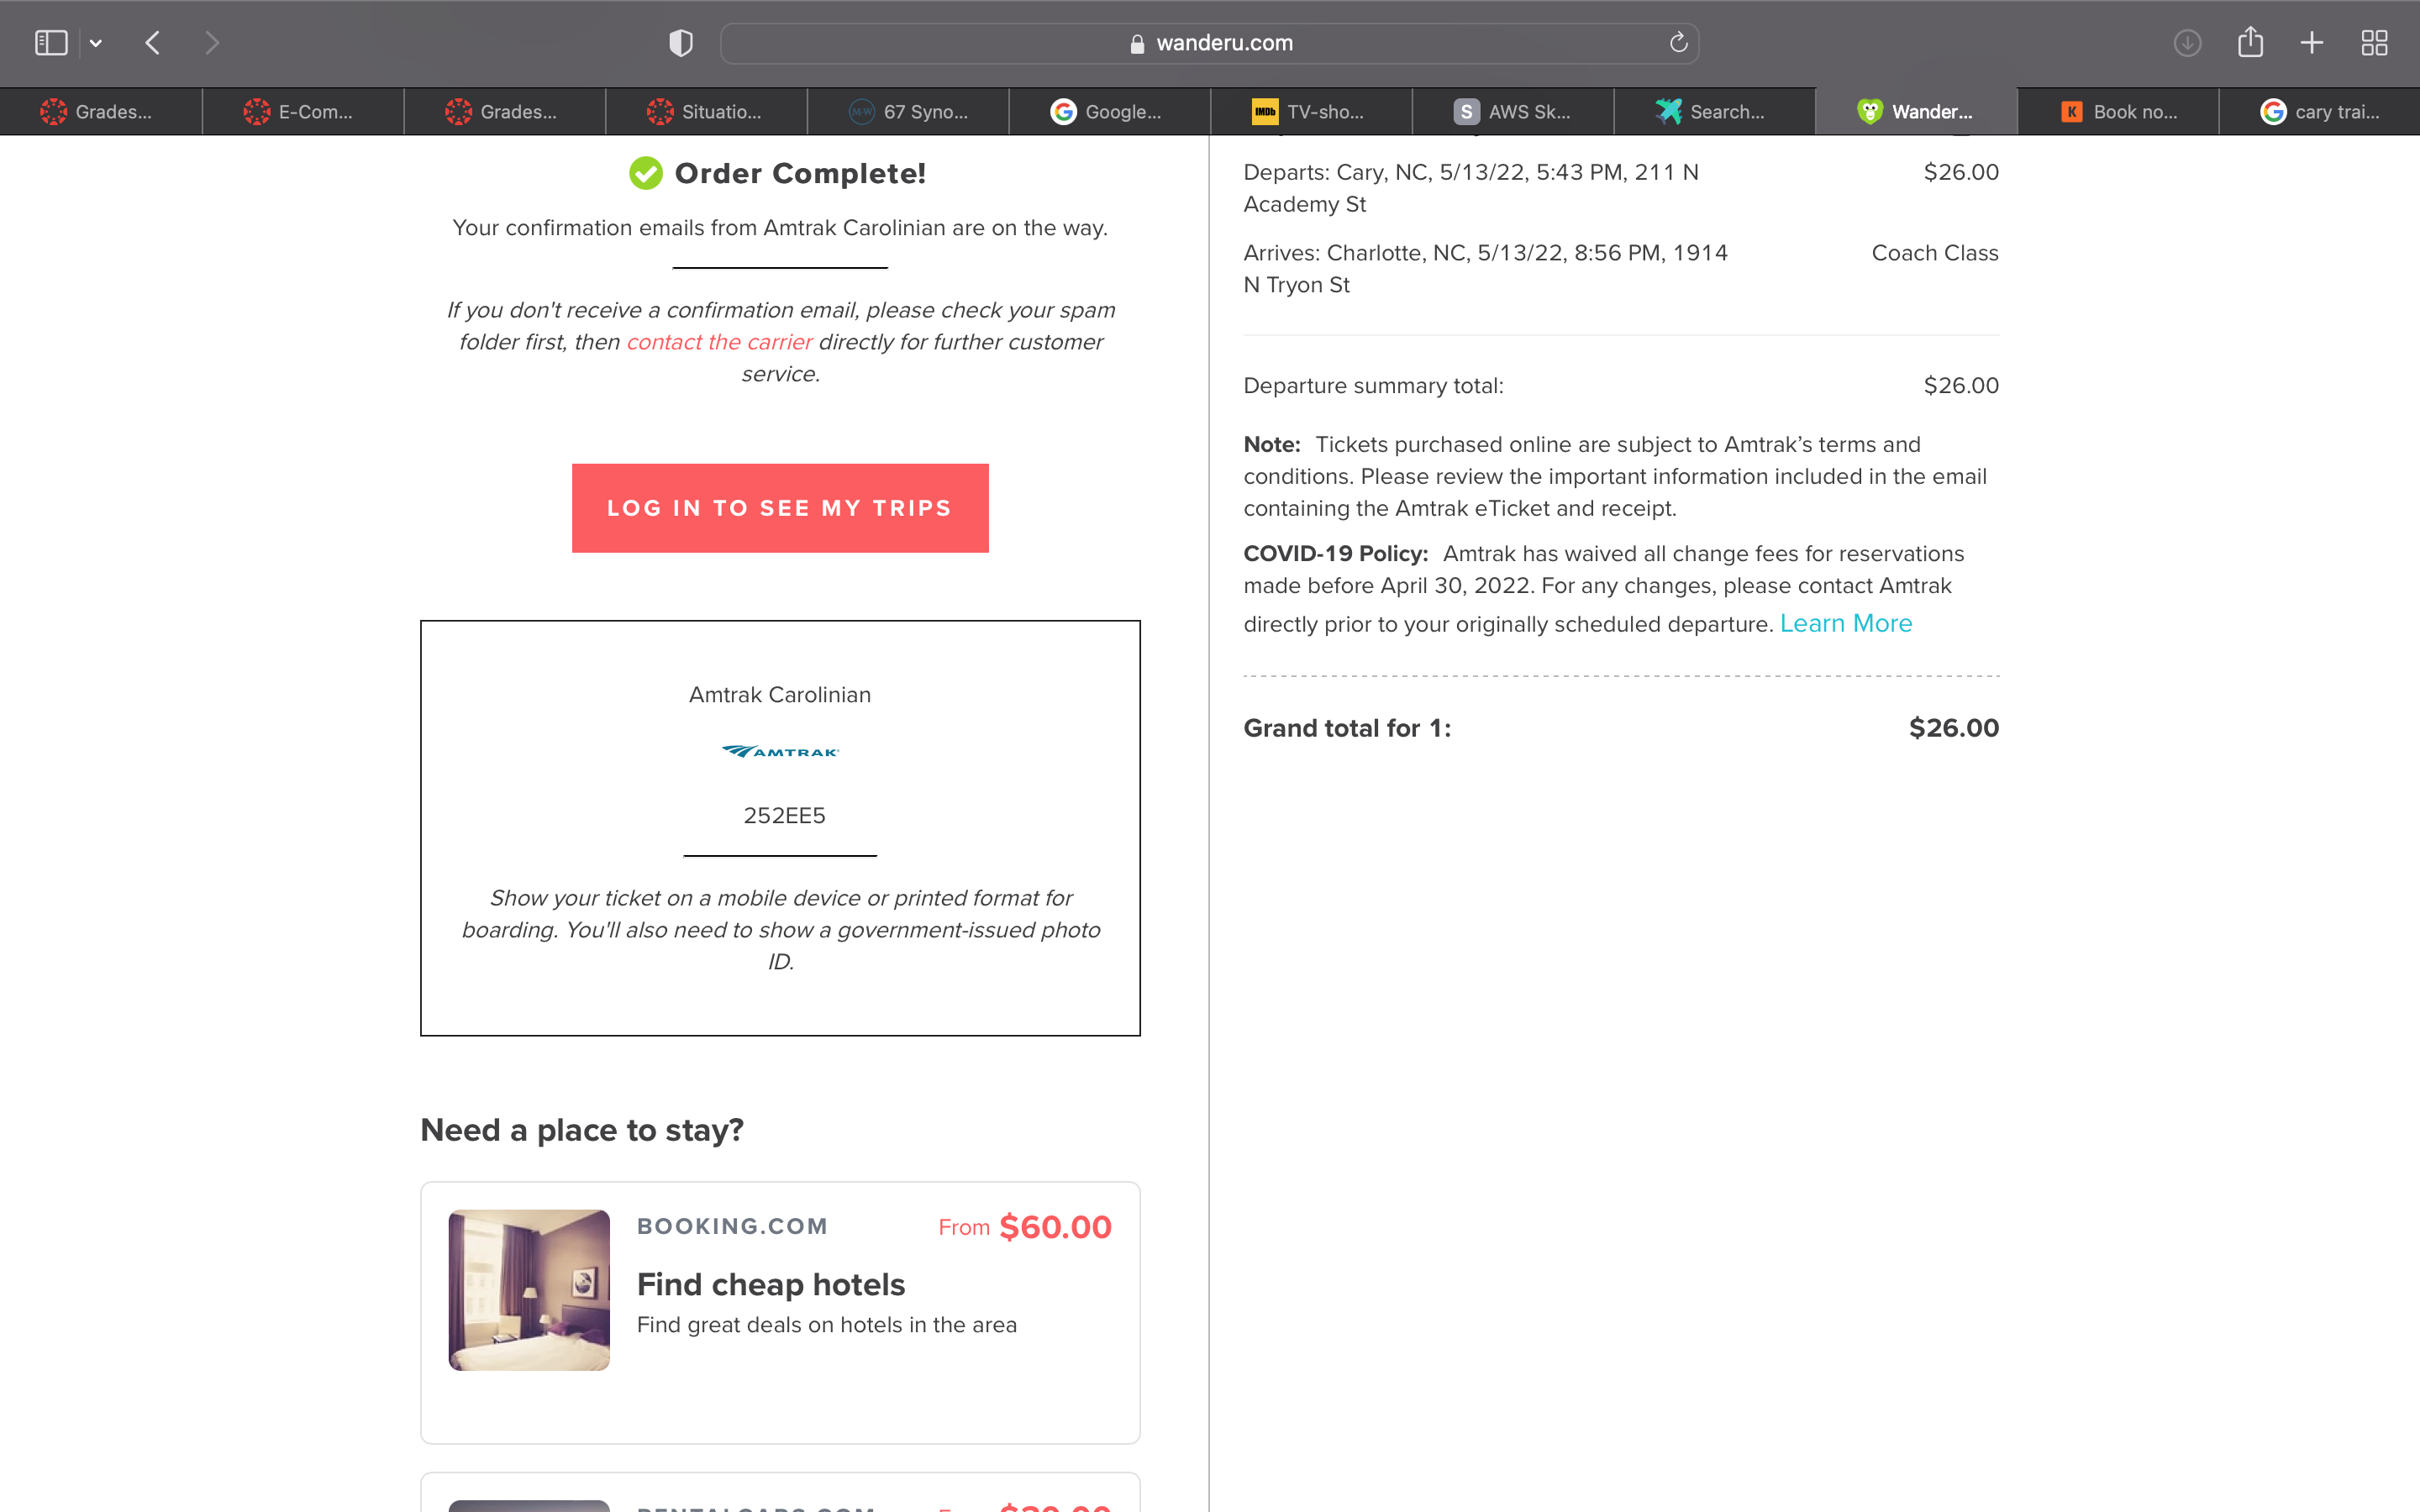 wanderu.com
Grades...
E-Com...
Grades...
Situatio...
M-W
67 Syno...
Google...
IMDb
TV-sho...
S
AWS Sk...
Search...
Wander...
K
Book no...
cary trai...
Order Complete!
Your confirmation emails from Amtrak Carolinian are on the way.
If you don't receive a confirmation email, please check your spam
folder first, then contact the carrier directly for further customer
service.
LOG IN TO SEE MY TRIPS
Amtrak Carolinian
AMTRAK
252EE5
Show your ticket on a mobile device or printed format for
boarding. You'll also need to show a government-issued photo
ID.
Need a place to stay?
BOOKING.COM
From $60.00
Find cheap hotels
Find great deals on hotels in the area
Departs: Cary, NC, 5/13/22, 5:43 PM, 211 N
Academy St
$26.00
Arrives: Charlotte, NC, 5/13/22, 8:56 PM, 1914
N Tryon St
Coach Class
Departure summary total:
$26.00
Note: Tickets purchased online are subject to Amtrak’s terms and
conditions. Please review the important information included in the email
containing the Amtrak eTicket and receipt.
COVID-19 Policy: Amtrak has waived all change fees for reservations
made before April 30, 2022. For any changes, please contact Amtrak
directly prior to your originally scheduled departure. Learn More
Grand total for 1:
$26.00